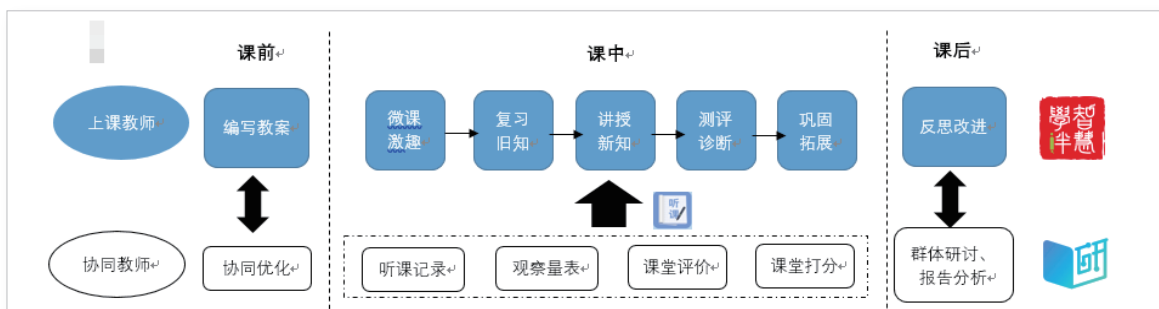 课前
课中
课后
上课教师
编写教案
微课
激趣
复习
旧知
讲授
新知
测评
诊断
巩固
拓展
反思改进
智慧
學伴
听
课
协同教师
协同优化
听课记录
观察量表
课堂评价
课堂打分
群体研讨、
报告分析
研